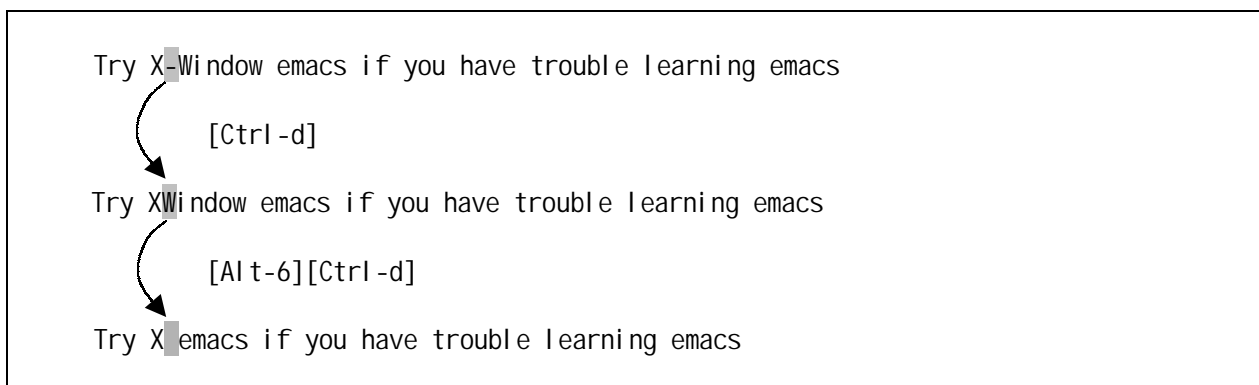 Try X-Window emacs if you have trouble learning emacs
[Ctrl-d]
Try XWindow emacs if you have trouble learning emacs
[Alt-6][Ctrl-d]
Try X emacs if you have trouble learning emacs